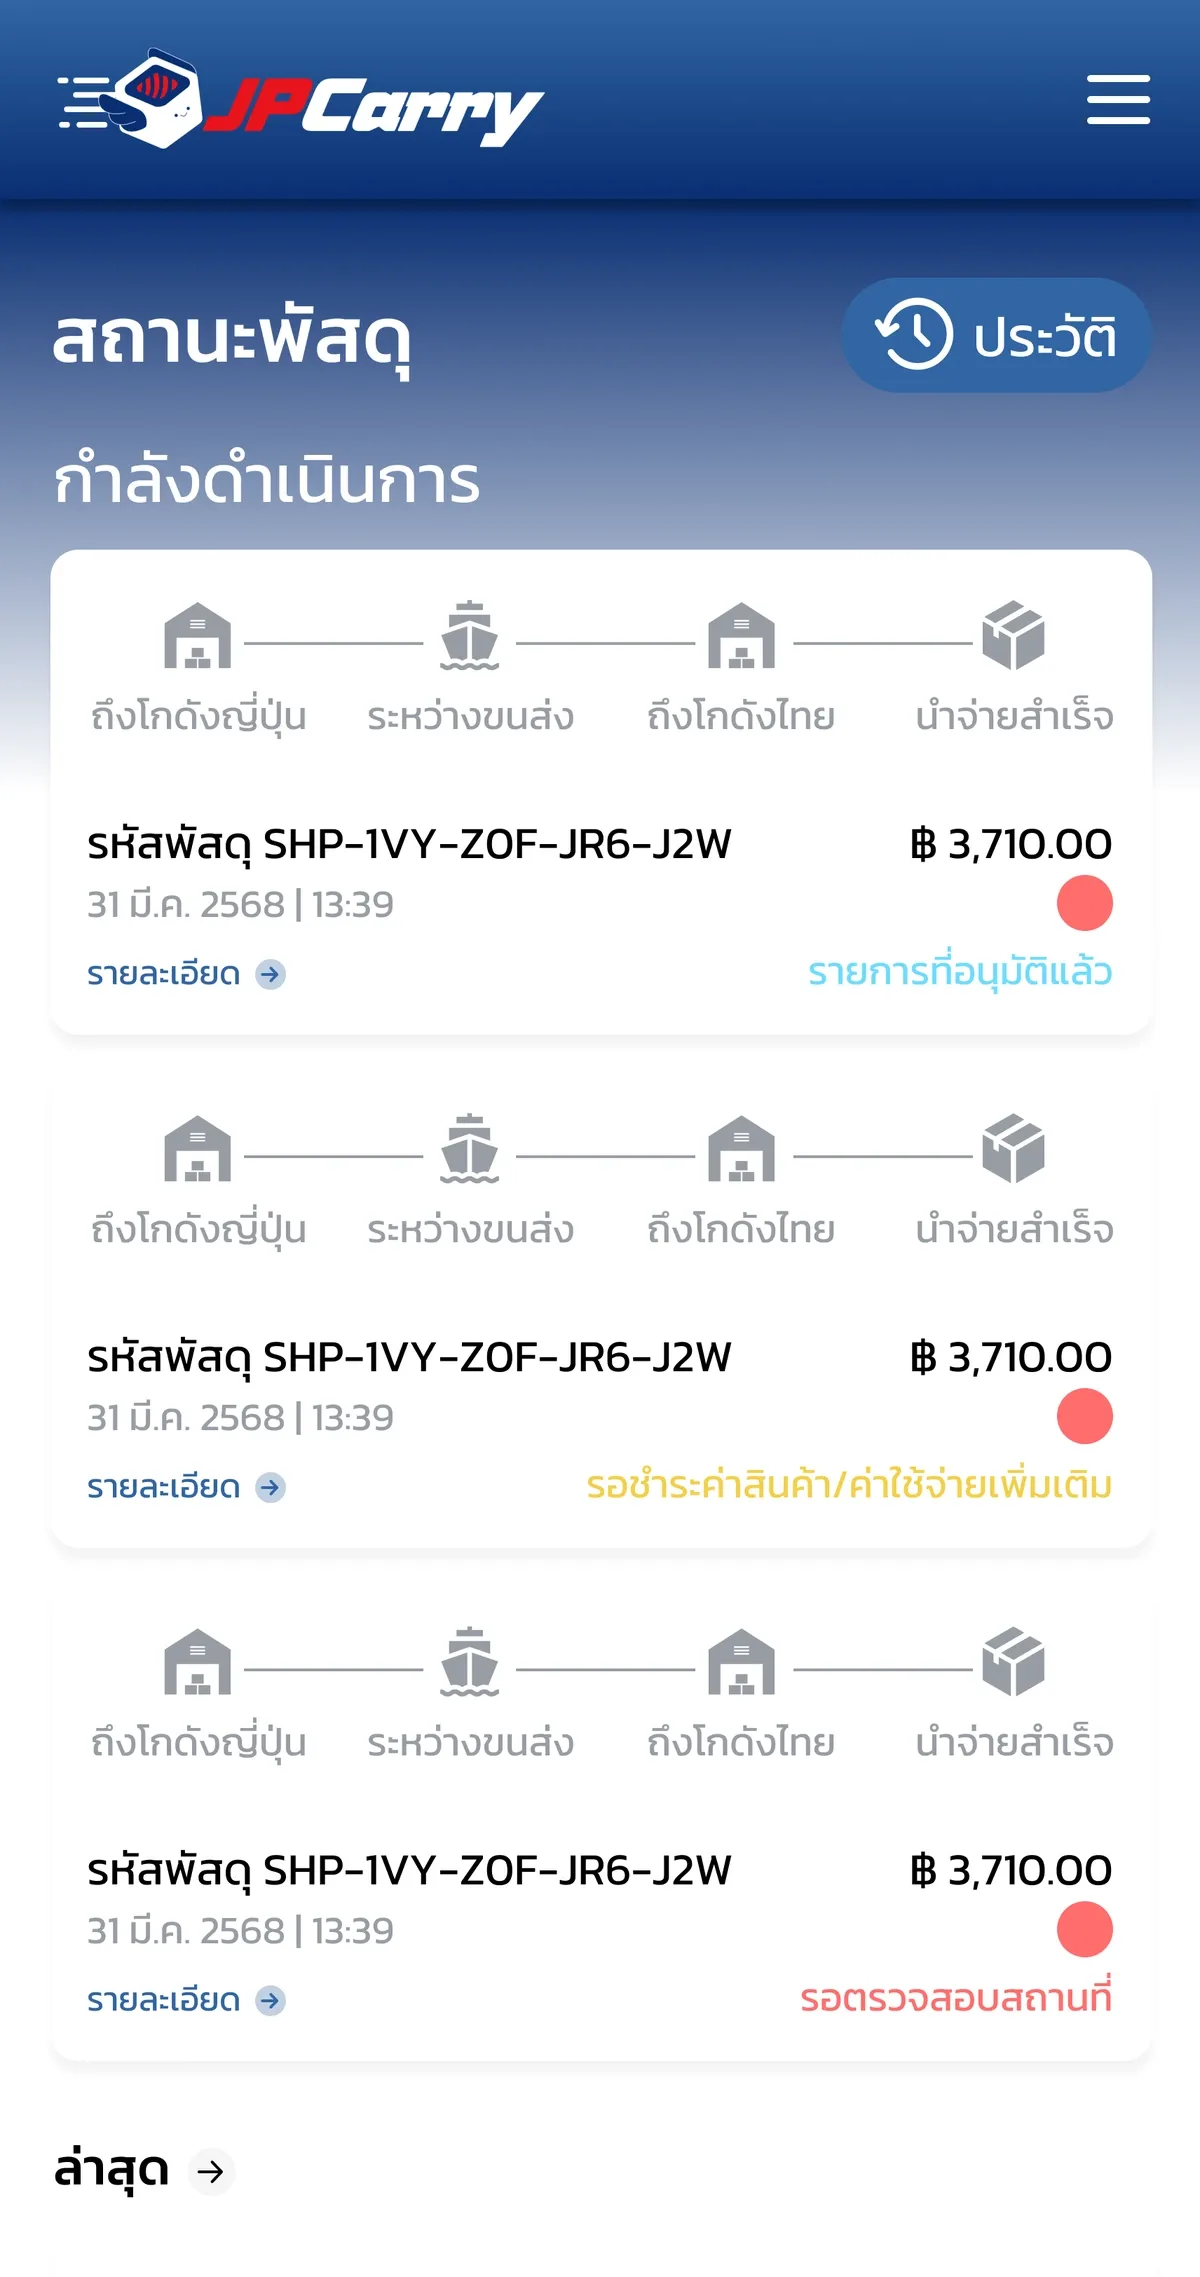 JPCarry
สถานะพัสดุ
ประวัติ
กำลังดำเนินการ
ถึงโกดังญี่ปุ่น ระหว่างขนส่ง ถึงโกดังไทย นำจ่ายสำเร็จ
รหัสพัสดุ SHP-1VY-ZOF-JR6-J2W ฿ 3,710.00
31 มี.ค. 2568 | 13:39
รายละเอียด รายการที่อนุมัติแล้ว
ถึงโกดังญี่ปุ่น ระหว่างขนส่ง ถึงโกดังไทย นำจ่ายสำเร็จ
รหัสพัสดุ SHP-1VY-ZOF-JR6-J2W ฿ 3,710.00
31 มี.ค. 2568 | 13:39
รายละเอียด รอชำระค่าสินค้า/ค่าใช้จ่ายเพิ่มเติม
ถึงโกดังญี่ปุ่น ระหว่างขนส่ง ถึงโกดังไทย นำจ่ายสำเร็จ
รหัสพัสดุ SHP-1VY-ZOF-JR6-J2W ฿ 3,710.00
31 มี.ค. 2568 | 13:39
รายละเอียด รอตรวจสอบสถานที่
ล่าสุด